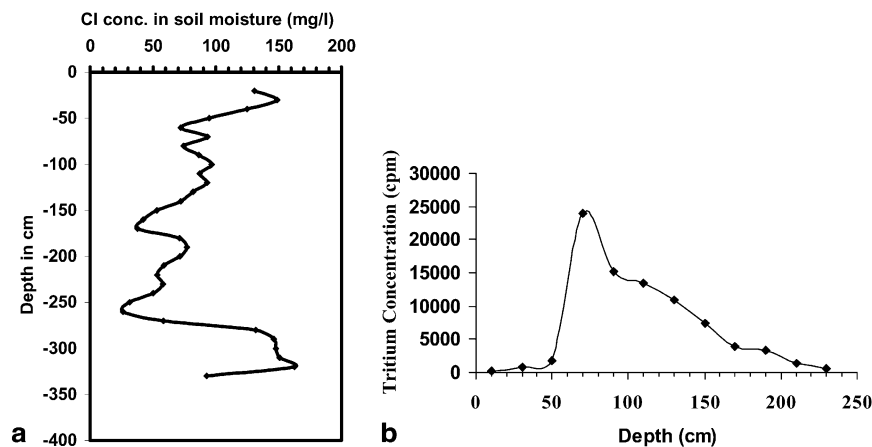 Cl conc. in soil moisture (mg/l)
0 50 100 150 200
0
-50
-100
-150
-200
-250
-300
-350
-400
Depth in cm
a
30000
25000
20000
15000
10000
5000
0
Tritium Concentration (cpm)
0 50 100 150 200 250
Depth (cm)
b